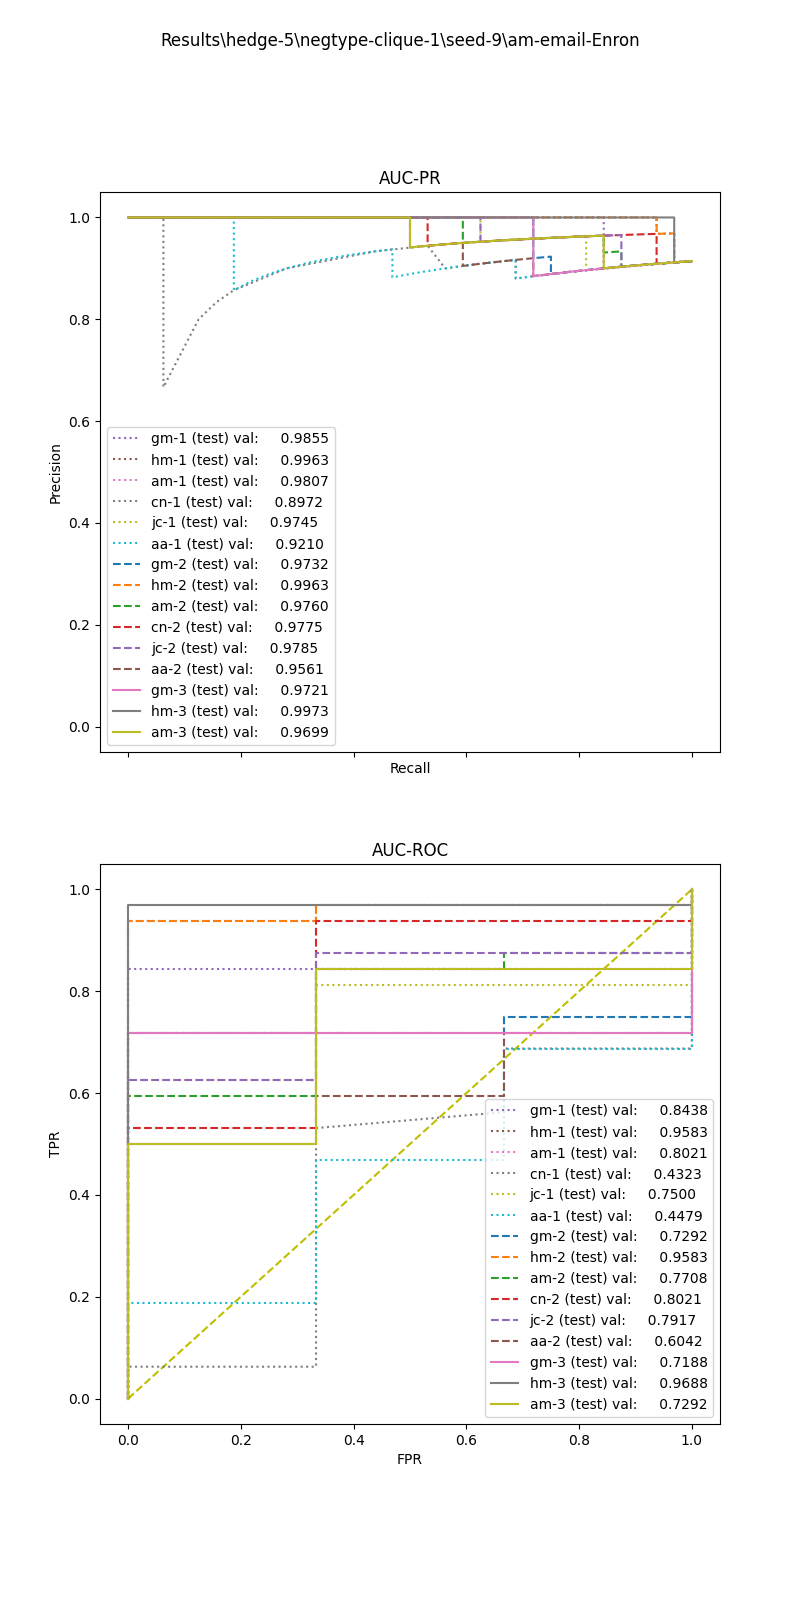 Results\hedge-5\negtype-clique-1\seed-9\am-email-Enron
AUC-PR
1.0
0.8
0.6
0.4
0.2
0.0
Precision
gm-1 (test) val: 0.9855
hm-1 (test) val: 0.9963
am-1 (test) val: 0.9807
cn-1 (test) val: 0.8972
jc-1 (test) val: 0.9745
aa-1 (test) val: 0.9210
gm-2 (test) val: 0.9732
hm-2 (test) val: 0.9963
am-2 (test) val: 0.9760
cn-2 (test) val: 0.9775
jc-2 (test) val: 0.9785
aa-2 (test) val: 0.9561
gm-3 (test) val: 0.9721
hm-3 (test) val: 0.9973
am-3 (test) val: 0.9699
Recall
AUC-ROC
1.0
0.8
0.6
0.4
0.2
0.0
TPR
gm-1 (test) val: 0.8438
hm-1 (test) val: 0.9583
am-1 (test) val: 0.8021
cn-1 (test) val: 0.4323
jc-1 (test) val: 0.7500
aa-1 (test) val: 0.4479
gm-2 (test) val: 0.7292
hm-2 (test) val: 0.9583
am-2 (test) val: 0.7708
cn-2 (test) val: 0.8021
jc-2 (test) val: 0.7917
aa-2 (test) val: 0.6042
gm-3 (test) val: 0.7188
hm-3 (test) val: 0.9688
am-3 (test) val: 0.7292
0.0 0.2 0.4 0.6 0.8 1.0
FPR